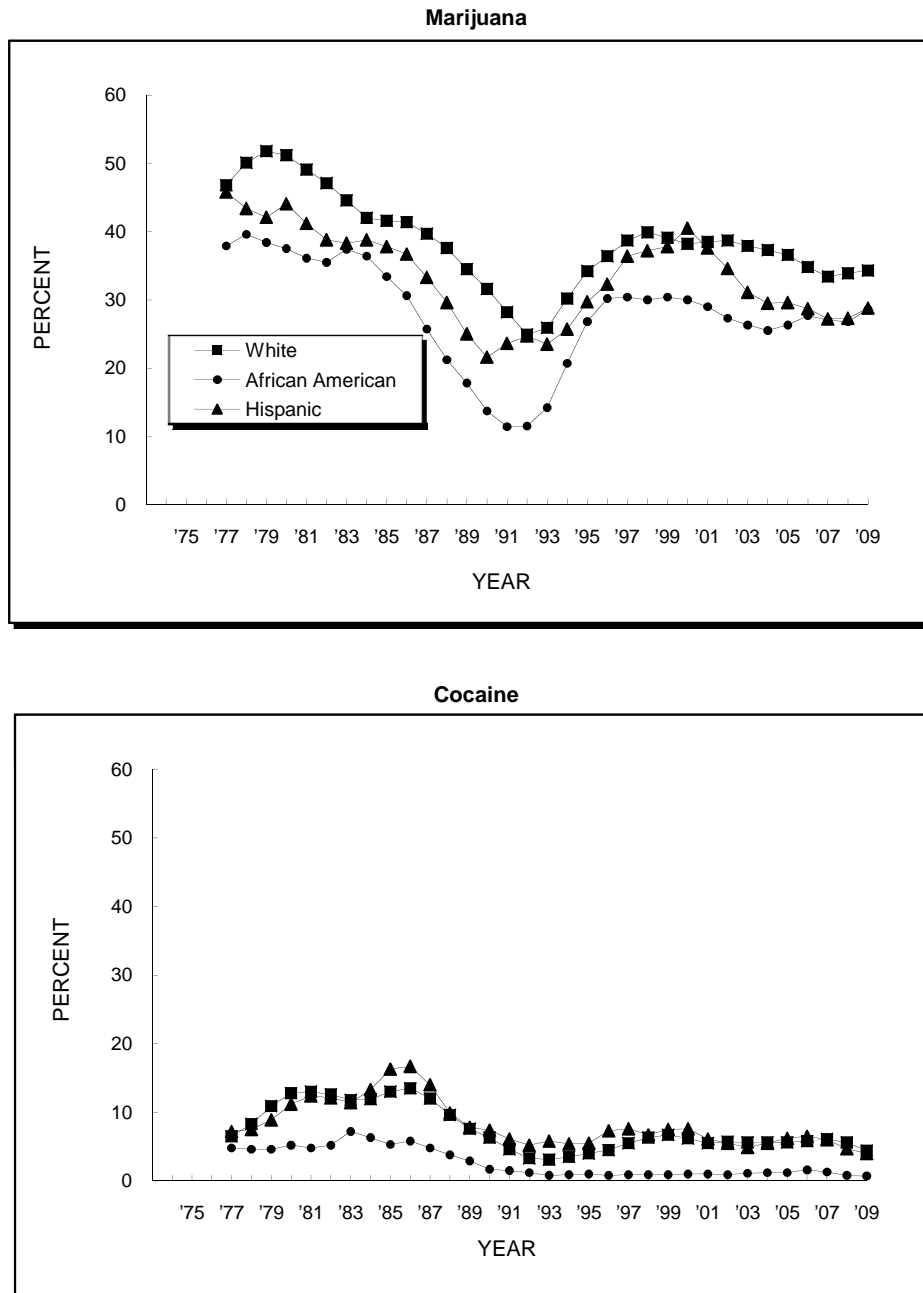 Marijuana
60
50
40
30
20
10
0
PERCENT
White
African American
Hispanic
’75 ’77 ’79 ’81 ’83 ’85 ’87 ’89 ’91 ’93 ’95 ’97 ’99 ’01 ’03 ’05 ’07 ’09
YEAR
Cocaine
60
50
40
30
20
10
0
PERCENT
’75 ’77 ’79 ’81 ’83 ’85 ’87 ’89 ’91 ’93 ’95 ’97 ’99 ’01 ’03 ’05 ’07 ’09
YEAR